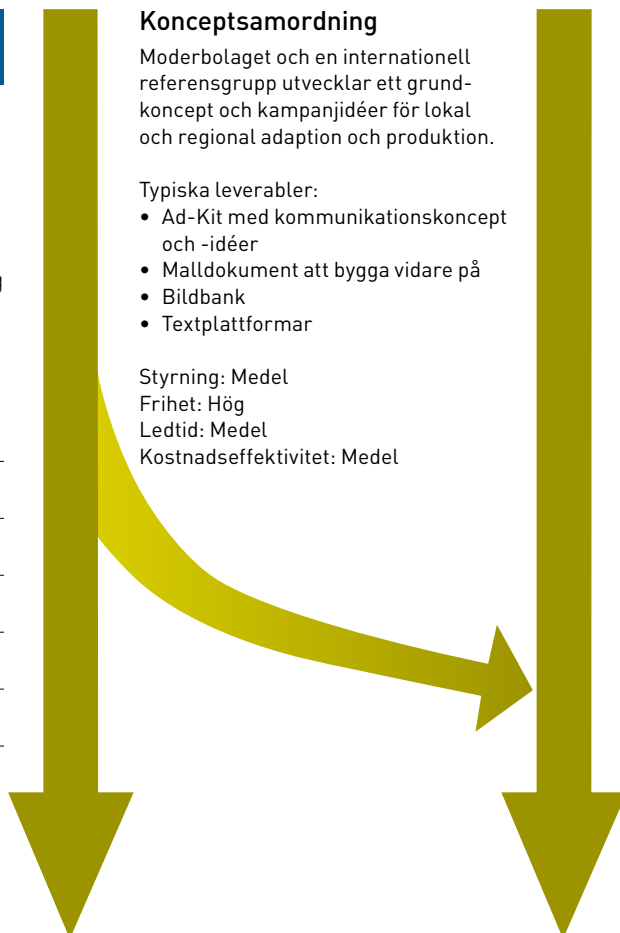 Konceptsamordning
Moderbolaget och en internationell
referensgrupp utvecklar ett grund-
koncept och kampanjidéer för lokal
och regional adaption och produktion.
Typiska leverabler:
• Ad-Kit med kommunikationskoncept
och -idéer
• Malldokument att bygga vidare på
• Bildbank
• Textplattformar
Styrning: Medel
Frihet: Hög
Ledtid: Medel
Kostnadseffektivitet: Medel